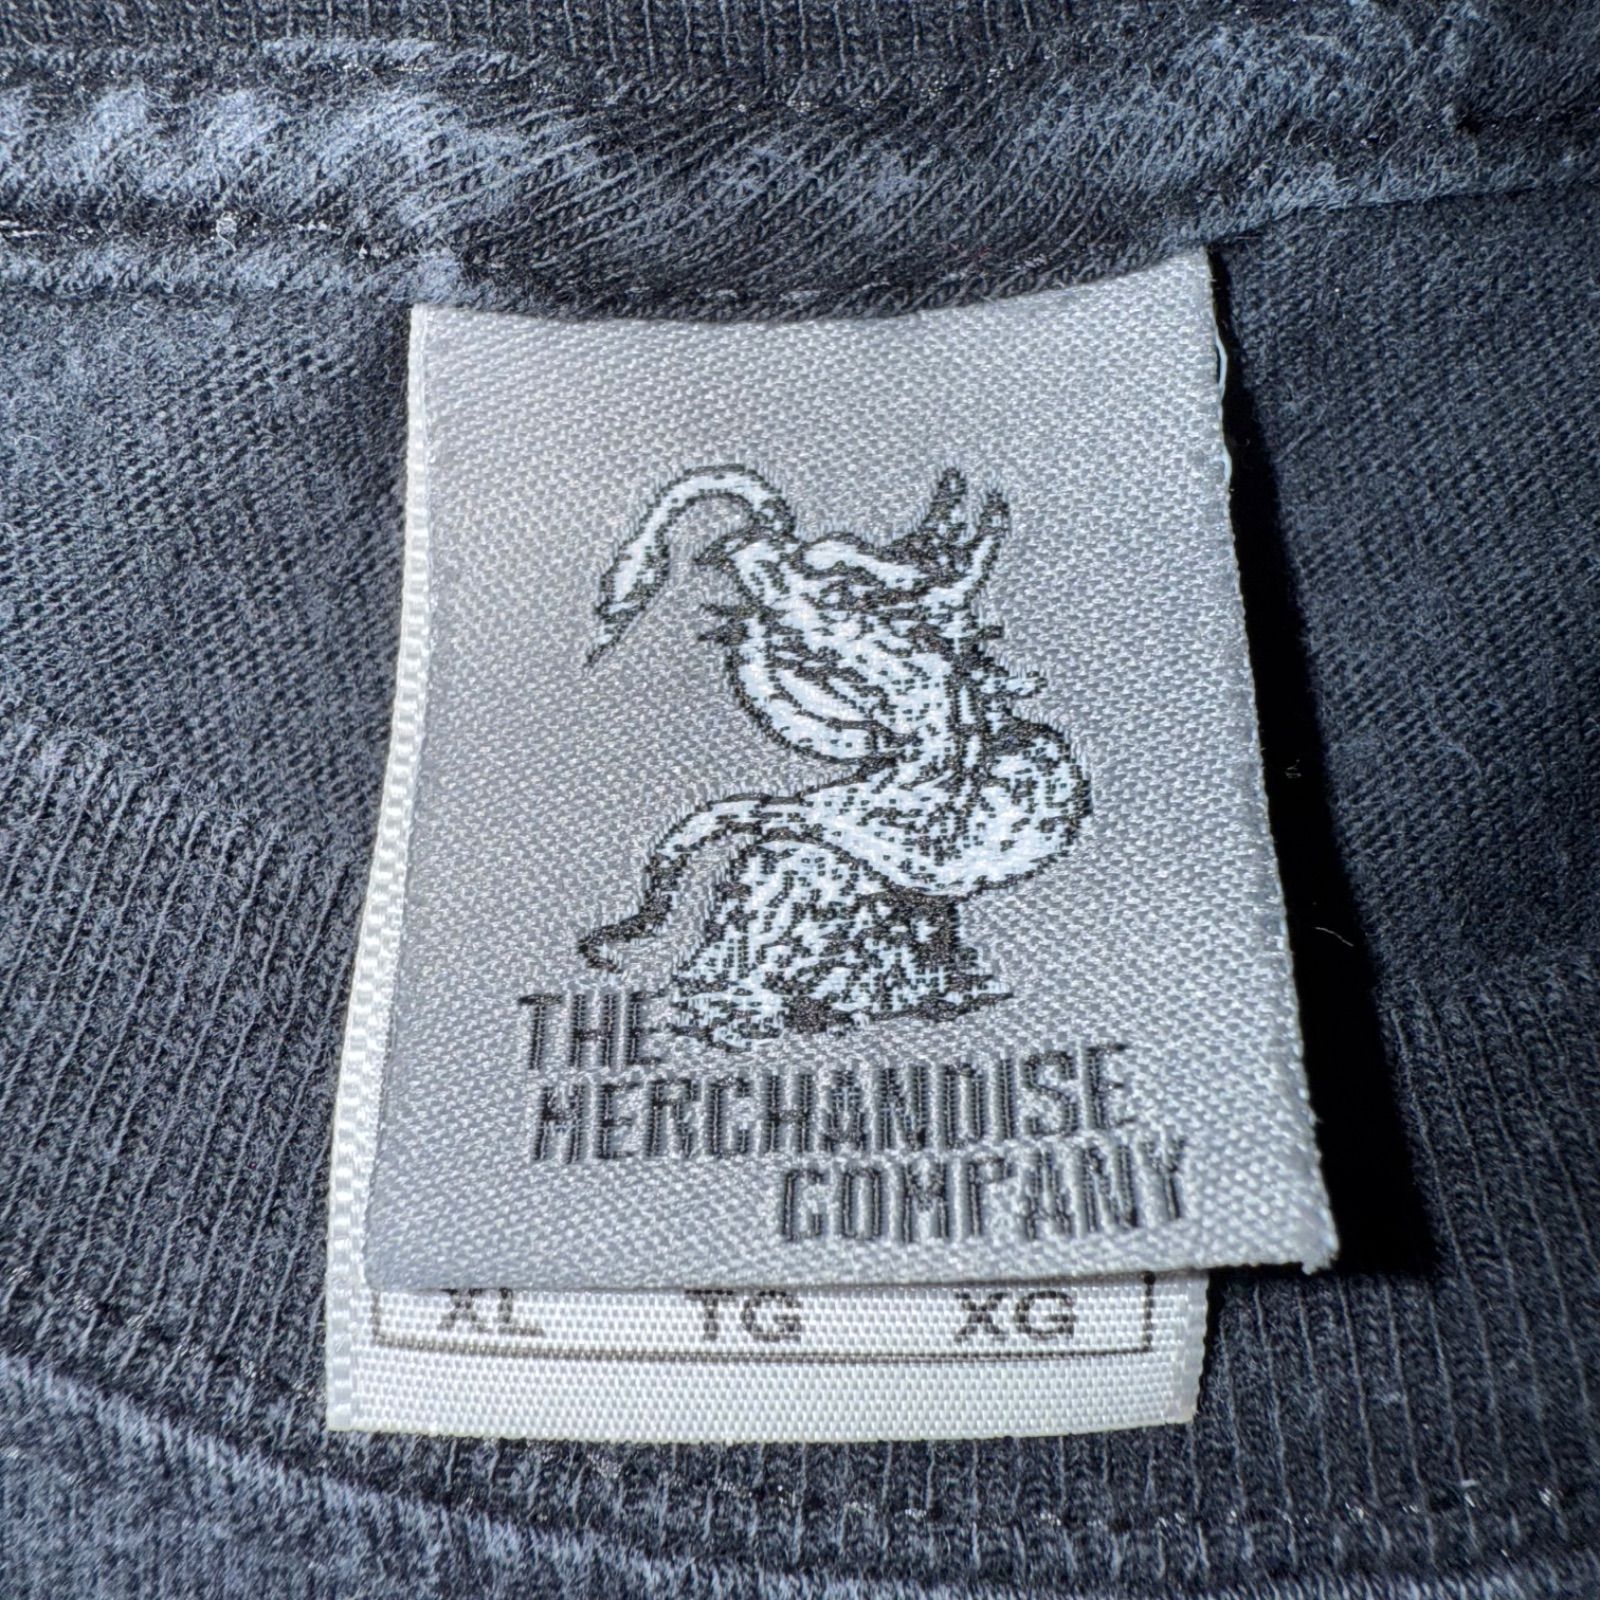 THE
MERCHANDISE
COMPANY
XL TG XG